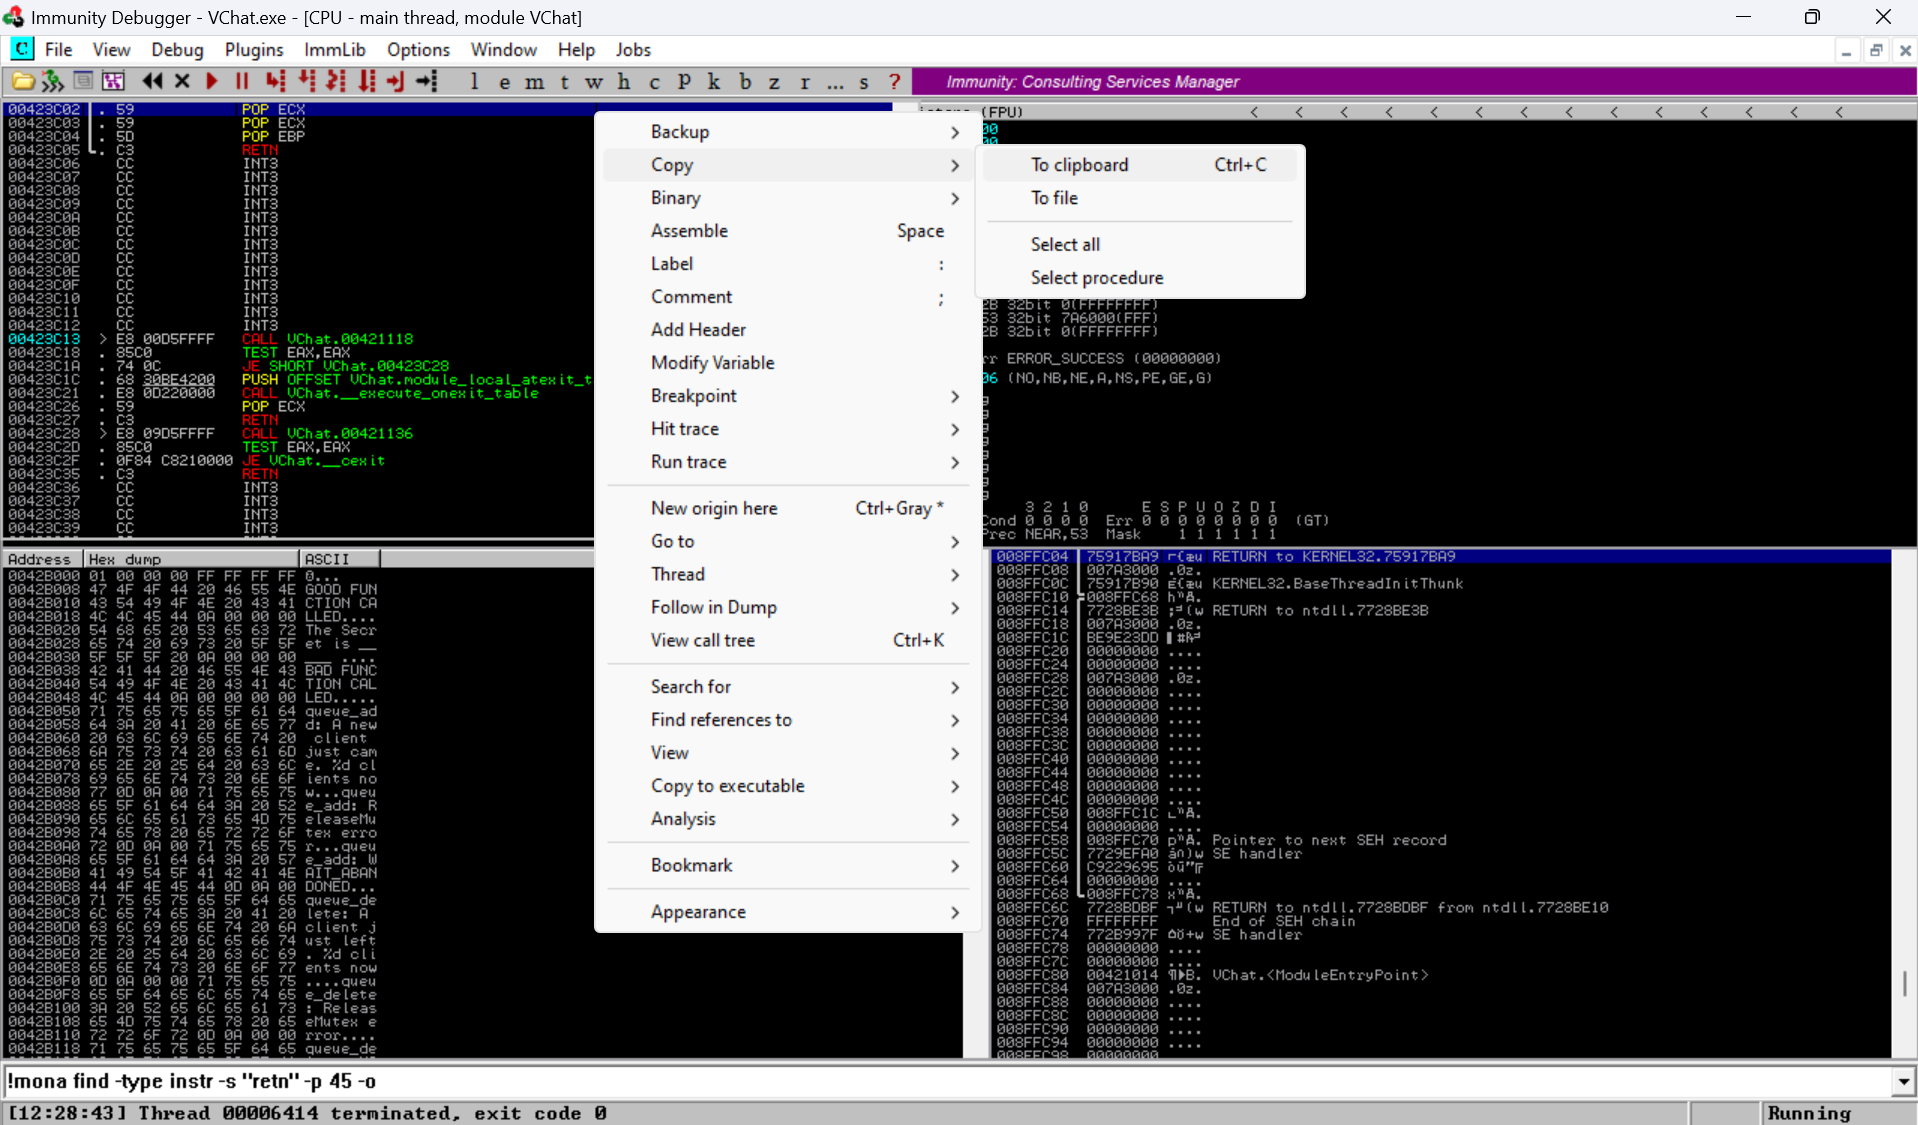 Immunity Debugger - VChat.exe - [CPU - main thread, module VChat]
C File View Debug Plugins ImmLib Options Window Help Jobs
l e m t w h c P k b z r ... s ? Immunity: Consulting Services Manager
(FPU) < < < < < < < < < < < < < <
00423C02 . 59 POP ECX
00423C03 . 59 POP ECX
00423C04 . 5D POP EBP
00423C05 . C3 RETN
00423C06 CC INT3
00423C07 CC INT3
00423C08 CC INT3
00423C09 CC INT3
00423C0A CC INT3
00423C0B CC INT3
00423C0C CC INT3
00423C0D CC INT3
00423C0E CC INT3
00423C0F CC INT3
00423C10 CC INT3
00423C11 CC INT3
00423C12 CC INT3
00423C13 > E8 00D5FFFF CALL VChat.00421118
00423C18 . 85C0 TEST EAX,EAX
00423C1A . 74 0C JE SHORT VChat.00423C28
00423C1C . 68 30BE4200 PUSH OFFSET VChat.module_local_atexit_t
00423C21 . E8 0D220000 CALL VChat.__execute_onexit_table
00423C26 . 59 POP ECX
00423C27 . C3 RETN
00423C28 > E8 09D5FFFF CALL VChat.00421136
00423C2D . 85C0 TEST EAX,EAX
00423C2F . 0F84 C8210000 JE VChat.__cexit
00423C35 . C3 RETN
00423C36 CC INT3
00423C37 CC INT3
00423C38 CC INT3
00423C39 CC INT3
Backup
Copy
Binary
Assemble Space
Label :
Comment ;
Add Header
Modify Variable
Breakpoint
Hit trace
Run trace
New origin here Ctrl+Gray *
Go to
Thread
Follow in Dump
View call tree Ctrl+K
Search for
Find references to
View
Copy to executable
Analysis
Bookmark
Appearance
To clipboard Ctrl+C
To file
Select all
Select procedure
2B 32bit 0(FFFFFFFF)
53 32bit 7A6000(FFF)
2B 32bit 0(FFFFFFFF)
rr ERROR_SUCCESS (00000000)
06 (NO,NB,NE,A,NS,PE,GE,G)
3 2 1 0 E S P U O Z D I
Cond 0 0 0 0 Err 0 0 0 0 0 0 0 0 (GT)
Prec NEAR,53 Mask 1 1 1 1 1 1
Address Hex dump ASCII
0042B000 01 00 00 00 FF FF FF FF
0042B008 47 4F 4F 44 20 46 55 4E GOOD FUN
0042B010 43 54 49 4F 4E 20 43 41 CTION CA
0042B018 4C 4C 45 44 0A 00 00 00 LLED....
0042B020 54 68 65 20 53 65 63 72 The Secr
0042B028 65 74 20 69 73 20 5F 5F et is __
0042B030 5F 5F 5F 20 0A 00 00 00 ___ ....
0042B038 42 41 44 20 46 55 4E 43 BAD FUNC
0042B040 54 49 4F 4E 20 43 41 4C TION CAL
0042B048 4C 45 44 0A 00 00 00 00 LED.....
0042B050 71 75 65 75 65 5F 61 64 queue_ad
0042B058 64 3A 20 41 20 6E 65 77 d: A new
0042B060 20 63 6C 69 65 6E 74 20 client
0042B068 6A 75 73 74 20 63 61 6D just cam
0042B070 65 2E 20 25 64 20 63 6C e. %d cl
0042B078 69 65 6E 74 73 20 6E 6F ients no
0042B080 77 0D 0A 00 71 75 65 75 w...queu
0042B088 65 5F 61 64 64 3A 20 52 e_add: R
0042B090 65 6C 65 61 73 65 4D 75 eleaseMu
0042B098 74 65 78 20 65 72 72 6F tex erro
0042B0A0 72 0D 0A 00 71 75 65 75 r...queu
0042B0A8 65 5F 61 64 64 3A 20 57 e_add: W
0042B0B0 41 49 54 5F 41 42 41 4E AIT_ABAN
0042B0B8 44 4F 4E 45 44 0D 0A 00 DONED...
0042B0C0 71 75 65 75 65 5F 64 65 queue_de
0042B0C8 6C 65 74 65 3A 20 41 20 lete: A
0042B0D0 63 6C 69 65 6E 74 20 6A client j
0042B0D8 75 73 74 20 6C 65 66 74 ust left
0042B0E0 2E 20 25 64 20 63 6C 69 . %d cli
0042B0E8 65 6E 74 73 20 6E 6F 77 ents now
0042B0F0 0D 0A 00 00 71 75 65 75 ....queu
0042B0F8 65 5F 64 65 6C 65 74 65 e_delete
0042B100 3A 20 52 65 6C 65 61 73 : Releas
0042B108 65 4D 75 74 65 78 20 65 eMutex e
0042B110 72 72 6F 72 0D 0A 00 00 rror....
0042B118 71 75 65 75 65 5F 64 65 queue_de
008FFC04 75917BA9 RETURN to KERNEL32.75917BA9
008FFC08 007A3000 .0z.
008FFC0C 75917B90 KERNEL32.BaseThreadInitThunk
008FFC10 008FFC68
008FFC14 7728BE3B RETURN to ntdll.7728BE3B
008FFC18 007A3000 .0z.
008FFC1C BE9E23DD
008FFC20 00000000 ....
008FFC24 00000000 ....
008FFC28 007A3000 .0z.
008FFC2C 00000000 ....
008FFC30 00000000 ....
008FFC34 00000000 ....
008FFC38 00000000 ....
008FFC3C 00000000 ....
008FFC40 00000000 ....
008FFC44 00000000 ....
008FFC48 00000000 ....
008FFC4C 00000000 ....
008FFC50 008FFC1C
008FFC54 00000000 ....
008FFC58 008FFC70 Pointer to next SEH record
008FFC5C 7729EFA0 SE handler
008FFC60 C9229695
008FFC64 00000000 ....
008FFC68 008FFC78
008FFC6C 7728BDBF RETURN to ntdll.7728BDBF from ntdll.7728BE10
008FFC70 FFFFFFFF End of SEH chain
008FFC74 772B997F SE handler
008FFC78 00000000 ....
008FFC7C 00000000 ....
008FFC80 00421014 VChat.<ModuleEntryPoint>
008FFC84 007A3000 .0z.
008FFC88 00000000 ....
008FFC8C 00000000 ....
008FFC90 00000000 ....
008FFC94 00000000 ....
008FFC98 00000000
!mona find -type instr -s "retn" -p 45 -o
[12:28:43] Thread 00006414 terminated, exit code 0 Running